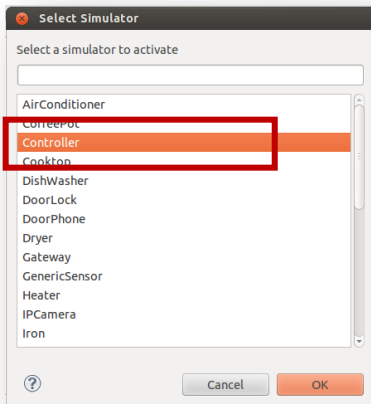 Select Simulator
Select a simulator to activate
AirConditioner
CoffeePot
Controller
Cooktop
DishWasher
DoorLock
DoorPhone
Dryer
Gateway
GenericSensor
Heater
IPCamera
Iron
?
Cancel OK